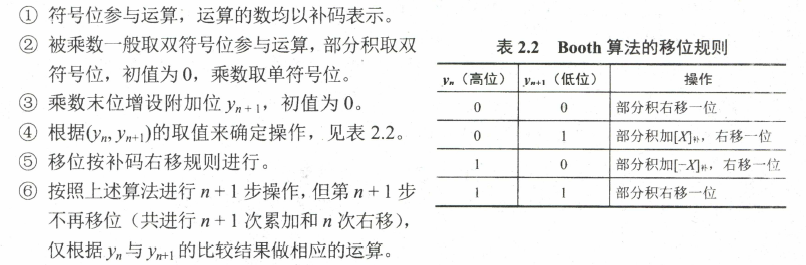 ① 符号位参与运算，运算的数均以补码表示。
② 被乘数一般取双符号位参与运算，部分积取双
符号位，初值为 0，乘数取单符号位。
③ 乘数末位增设附加位 yₙ₊₁，初值为 0。
④ 根据(yₙ, yₙ₊₁)的取值来确定操作，见表 2.2。
⑤ 移位按补码右移规则进行。
⑥ 按照上述算法进行 n + 1 步操作，但第 n + 1 步
不再移位（共进行 n + 1 次累加和 n 次右移），
仅根据 yₙ 与 yₙ₊₁ 的比较结果做相应的运算。
表 2.2 Booth 算法的移位规则
yₙ（高位） yₙ₊₁（低位） 操作
0 0 部分积右移一位
0 1 部分积加[X]补，右移一位
1 0 部分积加[-X]补，右移一位
1 1 部分积右移一位